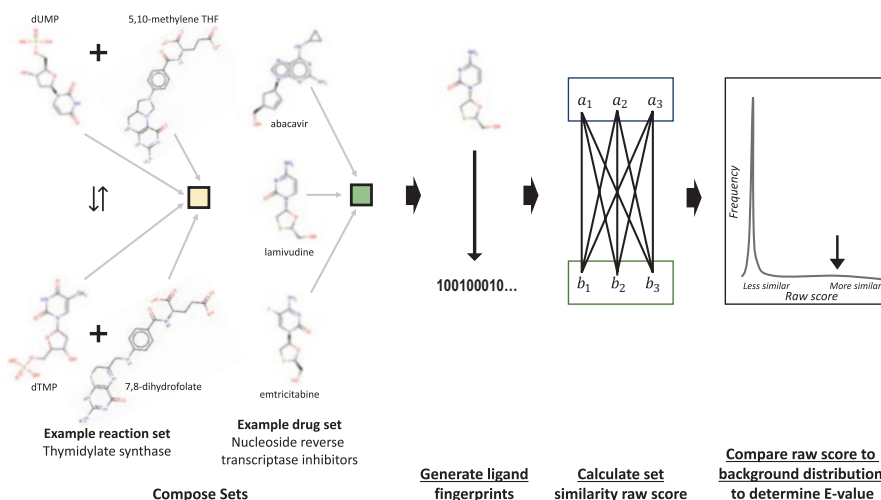 dUMP
5,10-methylene THF
+
abacavir
lamivudine
dTMP
+
7,8-dihydrofolate
emtricitabine
Example reaction set
Thymidylate synthase
Example drug set
Nucleoside reverse
transcriptase inhibitors
Compose Sets
100100010...
Generate ligand
fingerprints
a1 a2 a3
b1 b2 b3
Calculate set
similarity raw score
Frequency
Less similar
More similar
Raw score
Compare raw score to
background distribution
to determine E-value